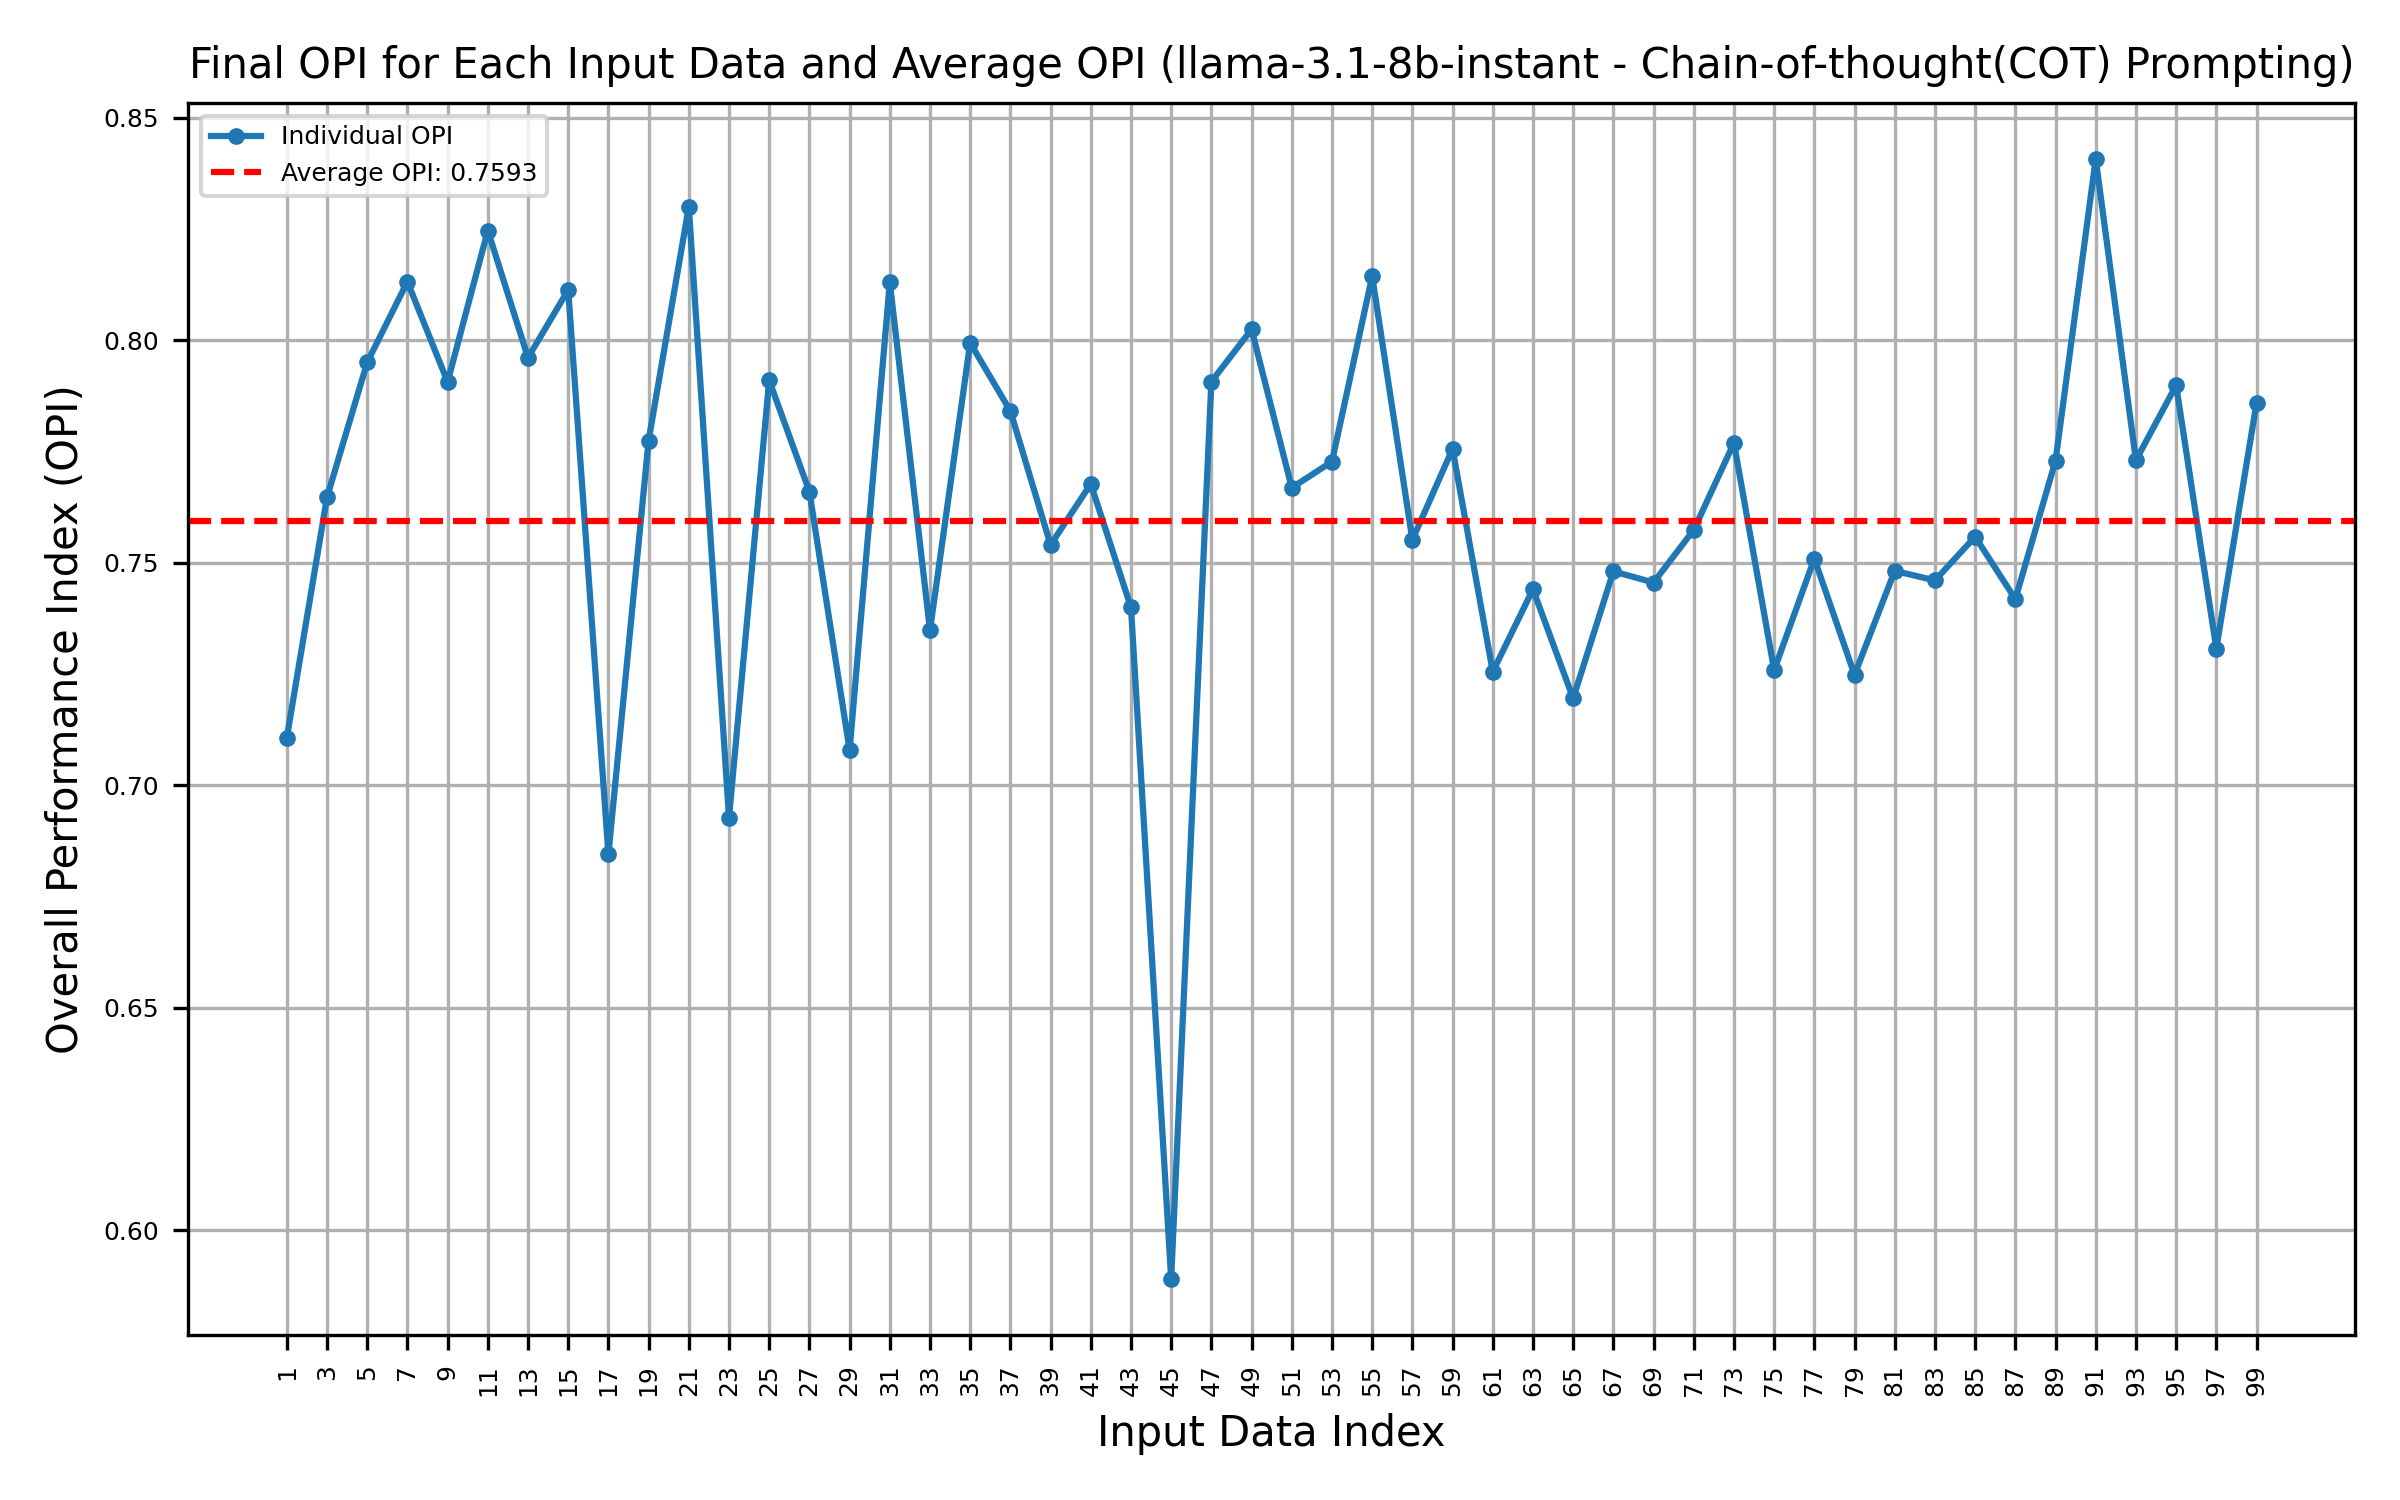 Final OPI for Each Input Data and Average OPI (llama-3.1-8b-instant - Chain-of-thought(COT) Prompting)
Individual OPI
Average OPI: 0.7593
Overall Performance Index (OPI)
0.85
0.80
0.75
0.70
0.65
0.60
1 3 5 7 9 11 13 15 17 19 21 23 25 27 29 31 33 35 37 39 41 43 45 47 49 51 53 55 57 59 61 63 65 67 69 71 73 75 77 79 81 83 85 87 89 91 93 95 97 99
Input Data Index